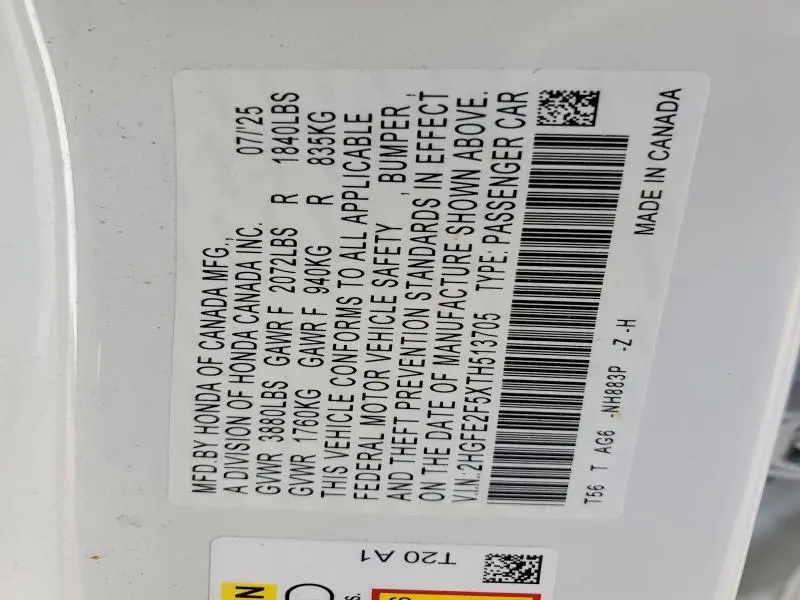 MFD.BY HONDA OF CANADA MFG.,
A DIVISION OF HONDA CANADA INC. 07/'25
GVWR 3880LBS GAWR F 2072LBS R 1840LBS
GVWR 1760KG GAWR F 940KG R 835KG
THIS VEHICLE CONFORMS TO ALL APPLICABLE
FEDERAL MOTOR VEHICLE SAFETY , BUMPER ,
AND THEFT PREVENTION STANDARDS IN EFFECT
ON THE DATE OF MANUFACTURE SHOWN ABOVE.
V.I.N.:2HGFE2F5XTH513705 TYPE: PASSENGER CAR
T56 T AG6 -NH883P -Z -H
MADE IN CANADA
T20 A1